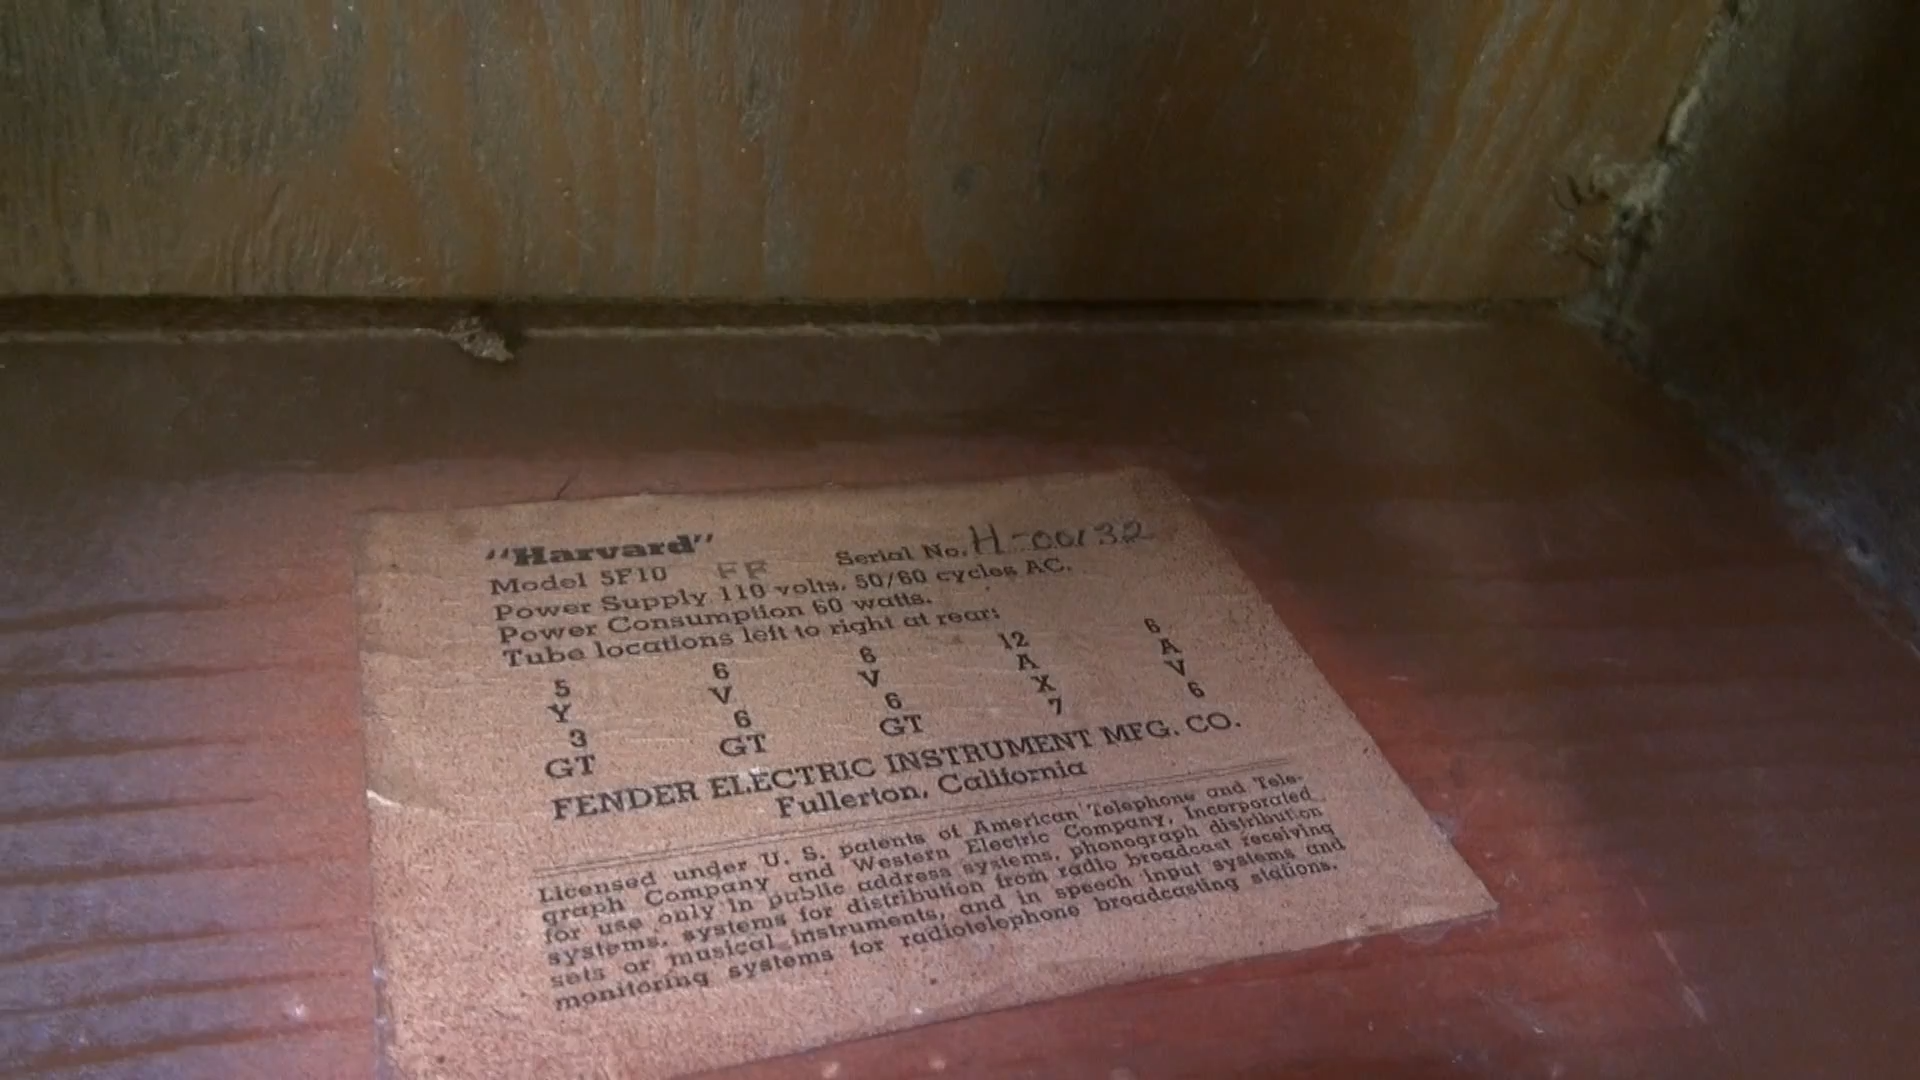 "Harvard"
Model 5F10 FF Serial No. H-00132
Power Supply 110 volts, 50/60 cycles AC.
Power Consumption 60 watts.
Tube locations left to right at rear:
5 6 6 12 6
Y V V A A
3 6 6 X V
GT GT GT 7 6
FENDER ELECTRIC INSTRUMENT MFG. CO.
Fullerton, California
Licensed under U. S. patents of American Telephone and Tele-
graph Company and Western Electric Company, Incorporated
for use only in public address systems, phonograph distribution
systems, systems for distribution from radio broadcast receiving
sets or musical instruments, and in speech input systems and
monitoring systems for radiotelephone broadcasting stations.